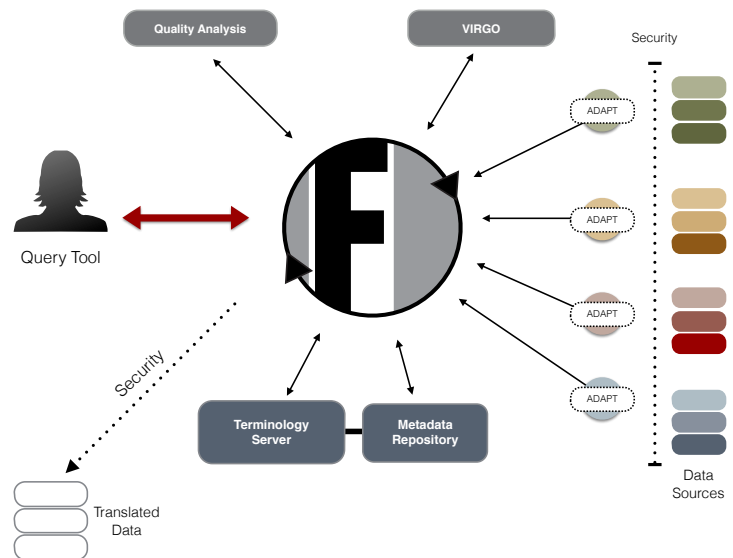 Quality Analysis
VIRGO
Security
ADAPT
ADAPT
Query Tool
ADAPT
Security
ADAPT
Terminology
Server
Metadata
Repository
Data
Sources
Translated
Data
F